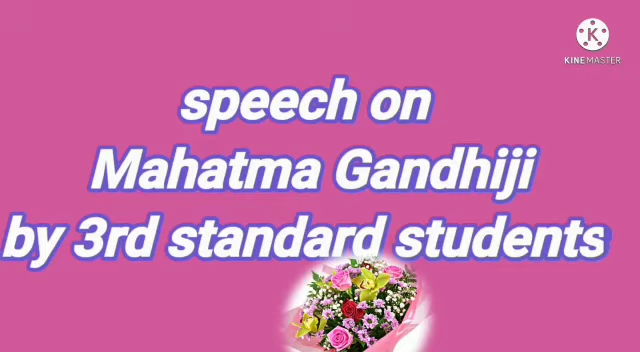 K
KINEMASTER
speech on
Mahatma Gandhiji
by 3rd standard students